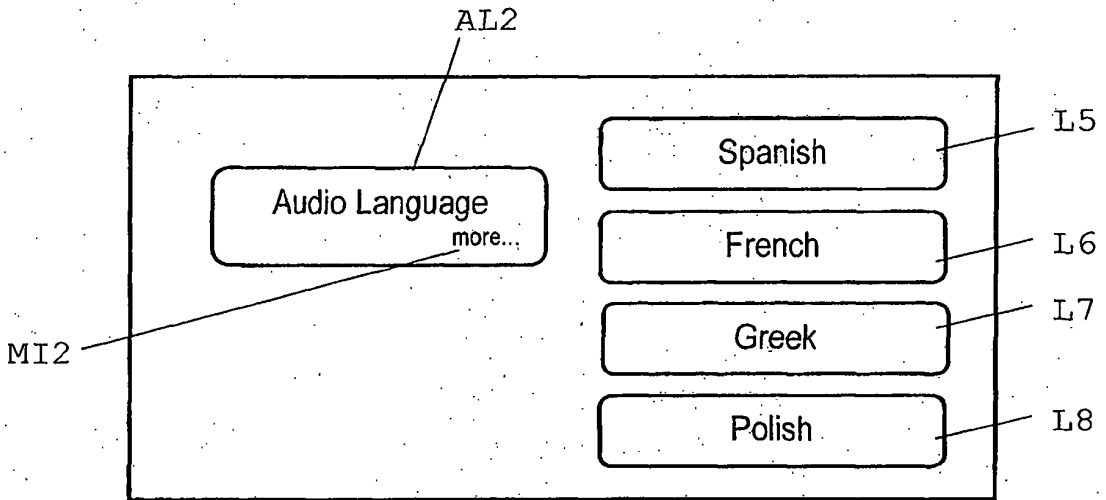 AL2
Spanish
L5
Audio Language
more...
French
L6
MI2
Greek
L7
Polish
L8